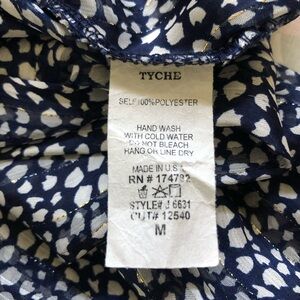 TYCHE
SELF 100% POLYESTER
HAND WASH
WITH COLD WATER
DO NOT BLEACH
HANG OR LINE DRY
MADE IN U.S.A
RN # 174792
STYLE# J 6631
CUT# 12540
M